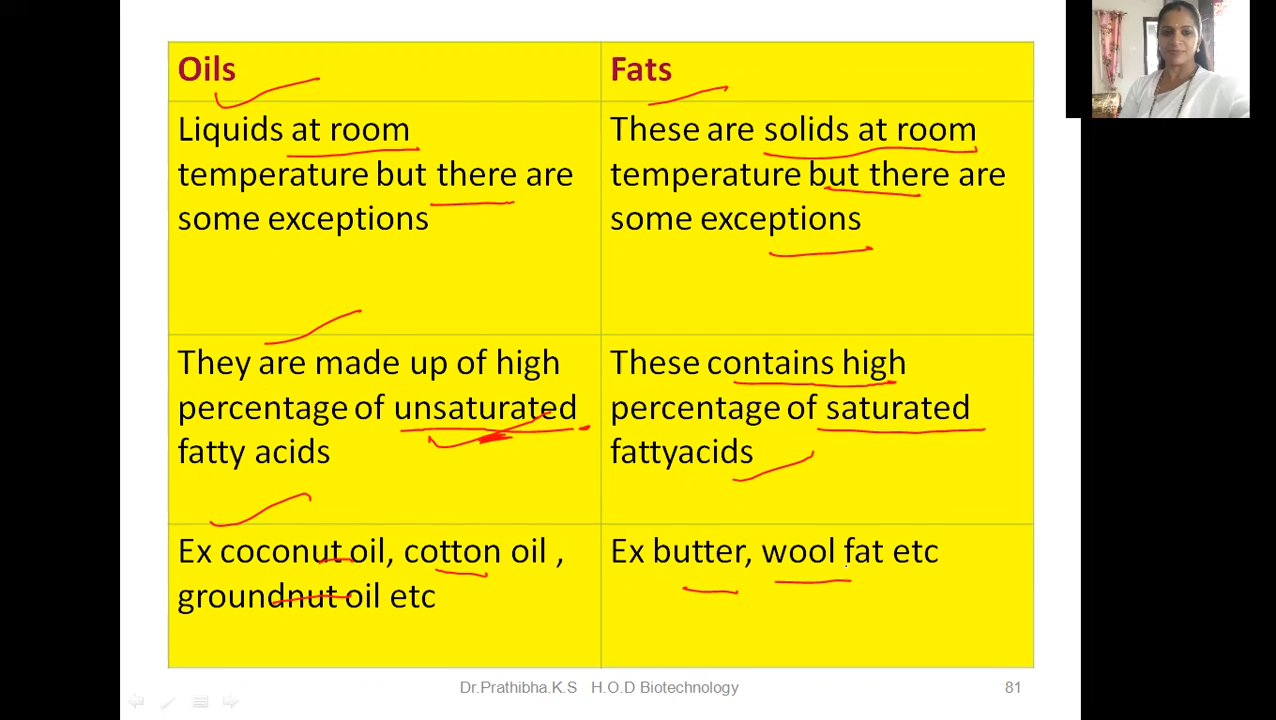 Oils
Fats
Liquids at room
temperature but there are
some exceptions
These are solids at room
temperature but there are
some exceptions
They are made up of high
percentage of unsaturated
fatty acids
These contains high
percentage of saturated
fattyacids
Ex coconut oil, cotton oil ,
groundnut oil etc
Ex butter, wool fat etc
Dr.Prathibha.K.S H.O.D Biotechnology
81